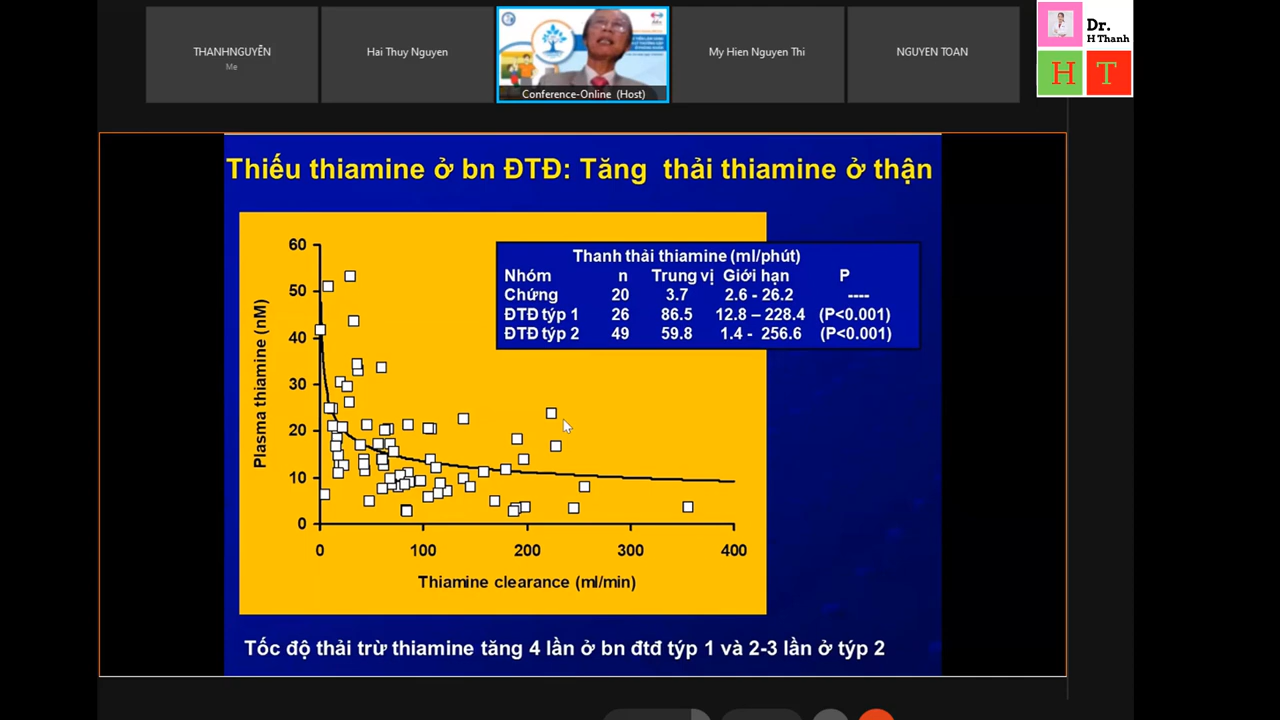 THANHNGUYỄN
Me
Hai Thuy Nguyen
Conference-Online (Host)
My Hien Nguyen Thi
NGUYEN TOAN
Dr.
H Thanh
H T
Thiếu thiamine ở bn ĐTĐ: Tăng thải thiamine ở thận
Thanh thải thiamine (ml/phút)
Nhóm n Trung vị Giới hạn P
Chứng 20 3.7 2.6 - 26.2 ----
ĐTĐ týp 1 26 86.5 12.8 – 228.4 (P<0.001)
ĐTĐ týp 2 49 59.8 1.4 - 256.6 (P<0.001)
Plasma thiamine (nM)
60
50
40
30
20
10
0
0 100 200 300 400
Thiamine clearance (ml/min)
Tốc độ thải trừ thiamine tăng 4 lần ở bn đtđ týp 1 và 2-3 lần ở týp 2